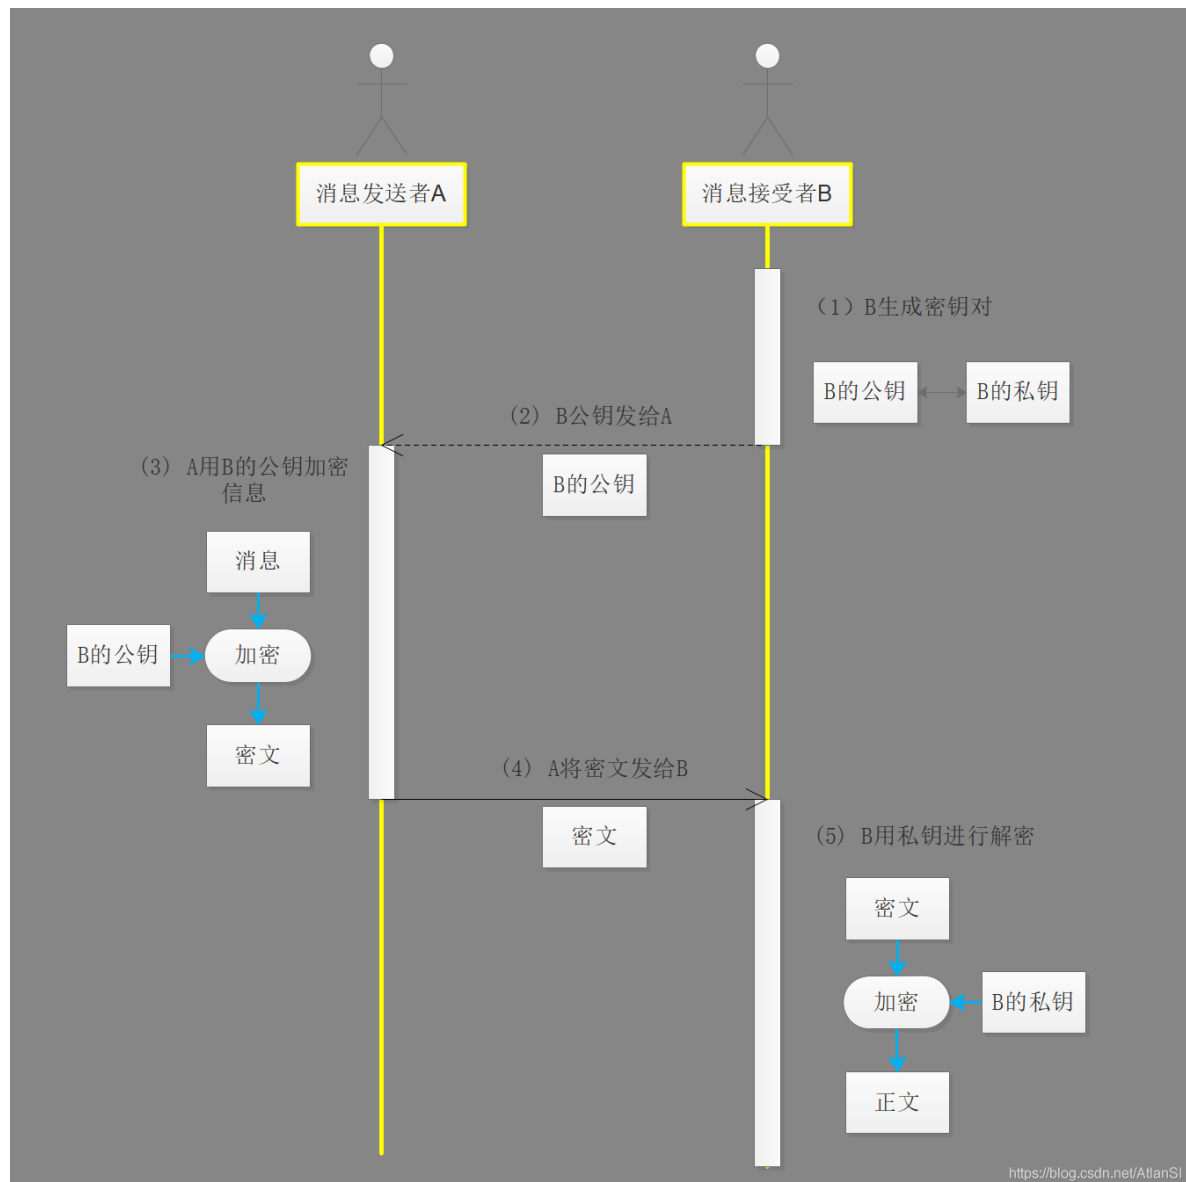 消息发送者A
消息接受者B
（1）B生成密钥对
B的公钥
B的私钥
（2）B公钥发给A
B的公钥
（3）A用B的公钥加密
信息
消息
B的公钥
加密
密文
（4）A将密文发给B
密文
（5）B用私钥进行解密
密文
加密
B的私钥
正文
https://blog.csdn.net/AtlanSI